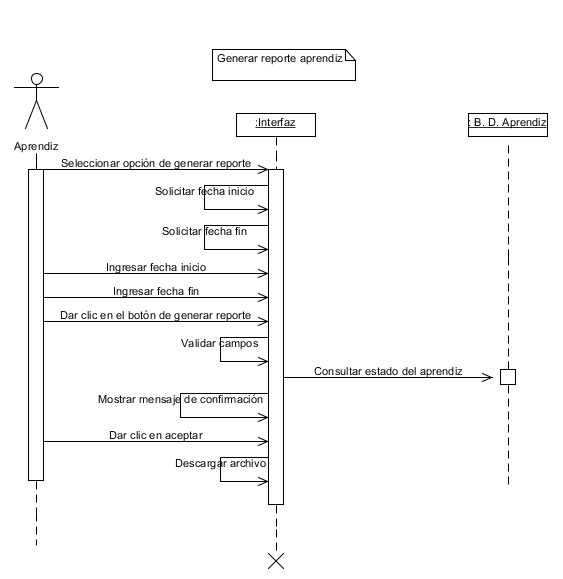 Generar reporte aprendiz
:Interfaz
: B. D. Aprendiz
Aprendiz
Seleccionar opción de generar reporte
Solicitar fecha inicio
Solicitar fecha fin
Ingresar fecha inicio
Ingresar fecha fin
Dar clic en el botón de generar reporte
Validar campos
Consultar estado del aprendiz
Mostrar mensaje de confirmación
Dar clic en aceptar
Descargar archivo